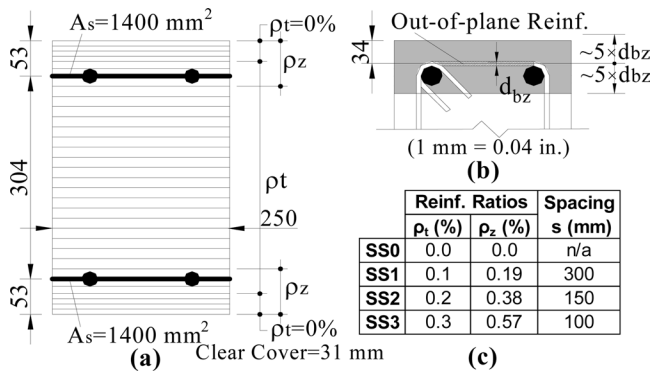 As=1400 mm²
ρt=0%
53
ρz
304
ρt
250
53
ρz
As=1400 mm²
ρt=0%
(a)
Clear Cover=31 mm
Out-of-plane Reinf.
34
~5×dbz
~5×dbz
dbz
(1 mm = 0.04 in.)
(b)
Reinf. Ratios Spacing
ρt (%) ρz (%) s (mm)
SS0 0.0 0.0 n/a
SS1 0.1 0.19 300
SS2 0.2 0.38 150
SS3 0.3 0.57 100
(c)